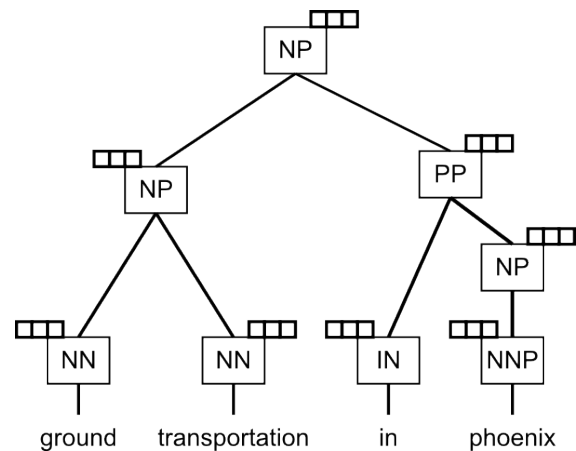 NP
NP
PP
NP
NN
NN
IN
NNP
ground
transportation
in
phoenix